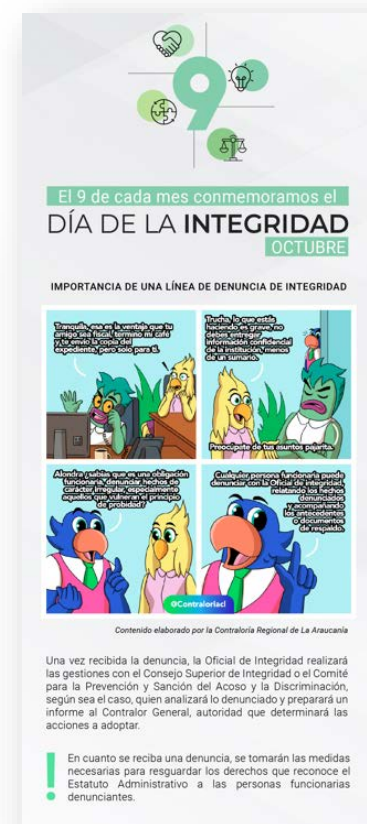 9
El 9 de cada mes conmemoramos el
DÍA DE LA INTEGRIDAD
OCTUBRE
IMPORTANCIA DE UNA LÍNEA DE DENUNCIA DE INTEGRIDAD
Tranquila, esa es la ventaja que tu
amigo sea fiscal, termino mi café
y te envío la copia del
expediente, pero solo para ti.
Trucha, lo que estás
haciendo es grave, no
debes entregar
información confidencial
de la institución, menos
de un sumario.
Preocúpate de tus asuntos pajarita.
Alondra ¿sabías que es una obligación
funcionaria, denunciar hechos de
carácter irregular, especialmente
aquellos que vulneran el principio
de probidad?
Cualquier persona funcionaria puede
denunciar con la Oficial de integridad,
relatando los hechos
denunciados
y acompañando
los antecedentes
o documentos
de respaldo.
@Contraloriacl
Contenido elaborado por la Contraloría Regional de La Araucanía
Una vez recibida la denuncia, la Oficial de Integridad realizará
las gestiones con el Consejo Superior de Integridad o el Comité
para la Prevención y Sanción del Acoso y la Discriminación,
según sea el caso, quien analizará lo denunciado y preparará un
informe al Contralor General, autoridad que determinará las
acciones a adoptar.
! En cuanto se reciba una denuncia, se tomarán las medidas
necesarias para resguardar los derechos que reconoce el
Estatuto Administrativo a las personas funcionarias
denunciantes.